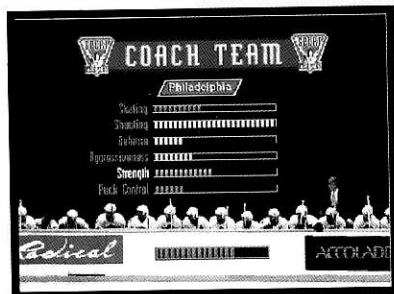 COACH TEAM
Philadelphia
Skating
Shooting
Defense
Aggressiveness
Strength
Puck Control
Radical
ACCOLADE